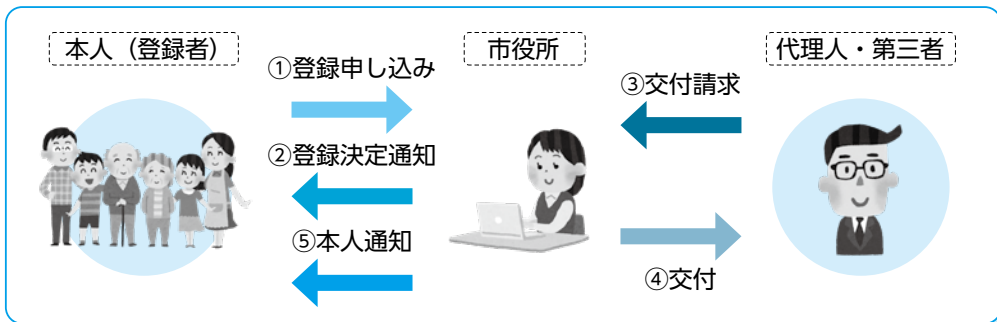 本人（登録者）
市役所
代理人・第三者
①登録申し込み
②登録決定通知
③交付請求
④交付
⑤本人通知